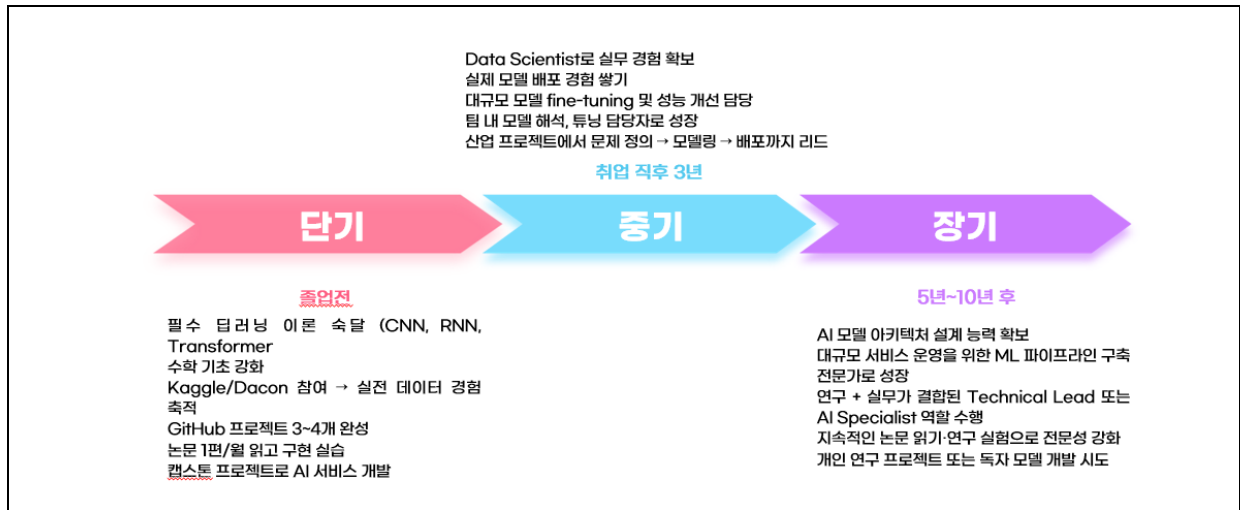 Data Scientist로 실무 경험 확보
실제 모델 배포 경험 쌓기
대규모 모델 fine-tuning 및 성능 개선 담당
팀 내 모델 해석, 튜닝 담당자로 성장
산업 프로젝트에서 문제 정의 → 모델링 → 배포까지 리드
취업 직후 3년
단기
중기
장기
졸업전
필수 딥러닝 이론 숙달 (CNN, RNN,
Transformer
수학 기초 강화
Kaggle/Dacon 참여 → 실전 데이터 경험
축적
GitHub 프로젝트 3~4개 완성
논문 1편/월 읽고 구현 실습
캡스톤 프로젝트로 AI 서비스 개발
5년~10년 후
AI 모델 아키텍처 설계 능력 확보
대규모 서비스 운영을 위한 ML 파이프라인 구축
전문가로 성장
연구 + 실무가 결합된 Technical Lead 또는
AI Specialist 역할 수행
지속적인 논문 읽기·연구 실험으로 전문성 강화
개인 연구 프로젝트 또는 독자 모델 개발 시도